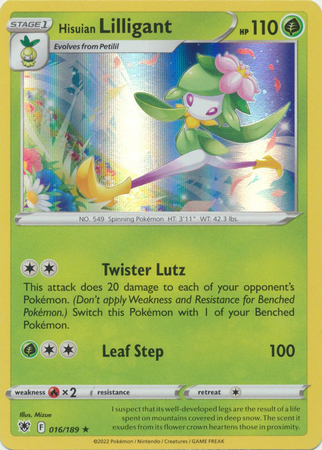 STAGE 1
Hisuian Lilligant
HP 110
Evolves from Petilil
NO. 549 Spinning Pokémon HT: 3'11" WT: 42.3 lbs.
Twister Lutz
This attack does 20 damage to each of your opponent's
Pokémon. (Don't apply Weakness and Resistance for Benched
Pokémon.) Switch this Pokémon with 1 of your Benched
Pokémon.
Leaf Step 100
weakness ×2 resistance retreat
Illus. Mizue
F 016/189 ★
I suspect that its well-developed legs are the result of a life
spent on mountains covered in deep snow. The scent it
exudes from its flower crown heartens those in proximity.
©2022 Pokémon / Nintendo / Creatures / GAME FREAK